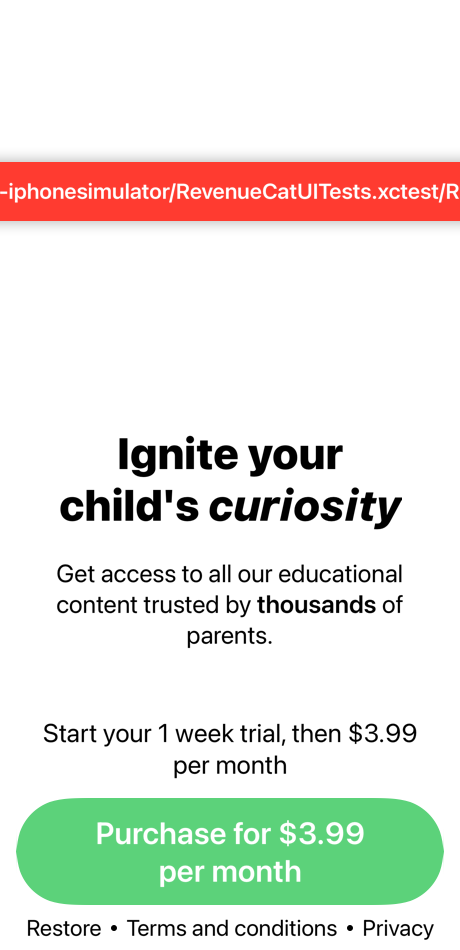 -iphonesimulator/RevenueCatUITests.xctest/R
Ignite your
child's curiosity
Get access to all our educational
content trusted by thousands of
parents.
Start your 1 week trial, then $3.99
per month
Purchase for $3.99
per month
Restore • Terms and conditions • Privacy